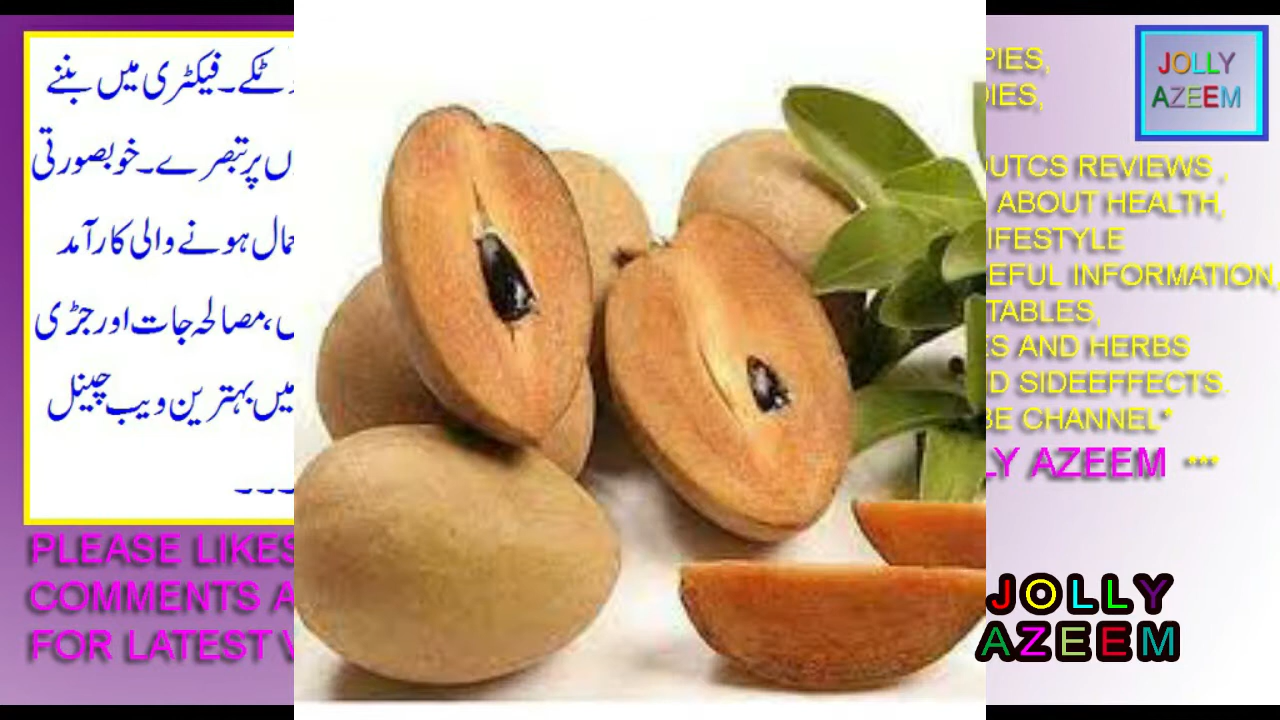 ٹکے۔فیکٹری میں بننے
ں پر تبصرے۔خوبصورتی
مال ہونے والی کارآمد
ں،مصالحہ جات اور جڑی
میں بہترین ویب چینل
۔۔۔
PLEASE LIKES
COMMENTS A
FOR LATEST
PIES,
DIES,
JOLLY
AZEEM
OUTCS REVIEWS ,
ABOUT HEALTH,
IFESTYLE
EFUL INFORMATION,
TABLES,
ES AND HERBS
D SIDEEFFECTS.
BE CHANNEL*
LY AZEEM ***
JOLLY
AZEEM